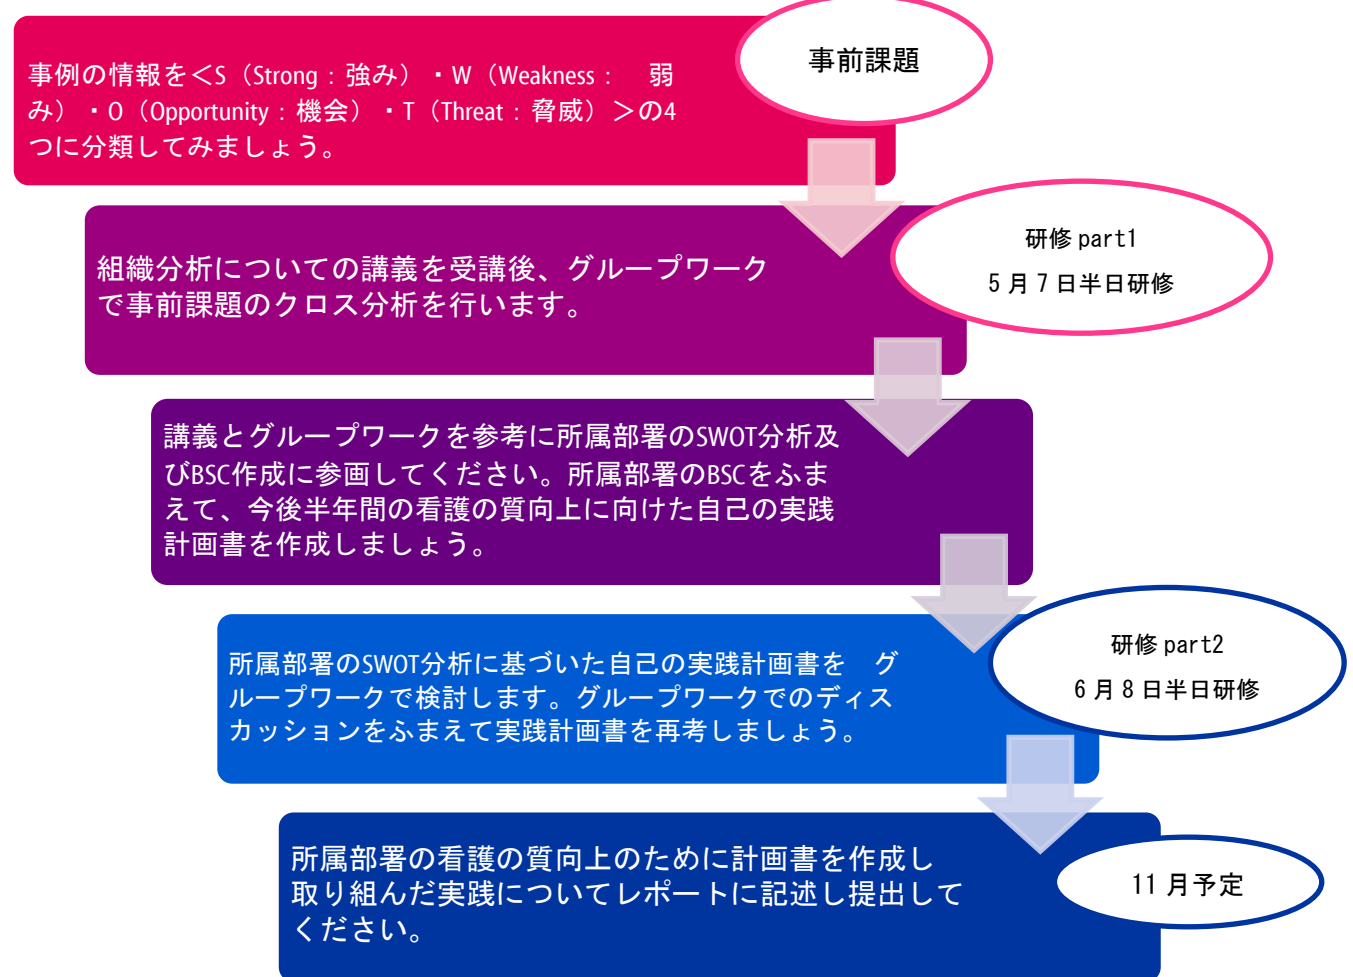 事前課題
事例の情報を＜S（Strong：強み）・W（Weakness：　弱
み）・O（Opportunity：機会）・T（Threat：脅威）＞の4
つに分類してみましょう。
研修 part1
5月7日半日研修
組織分析についての講義を受講後、グループワーク
で事前課題のクロス分析を行います。
講義とグループワークを参考に所属部署のSWOT分析及
びBSC作成に参画してください。所属部署のBSCをふま
えて、今後半年間の看護の質向上に向けた自己の実践
計画書を作成しましょう。
研修 part2
6月8日半日研修
所属部署のSWOT分析に基づいた自己の実践計画書を　グ
ループワークで検討します。グループワークでのディス
カッションをふまえて実践計画書を再考しましょう。
所属部署の看護の質向上のために計画書を作成し
取り組んだ実践についてレポートに記述し提出して
ください。
11月予定